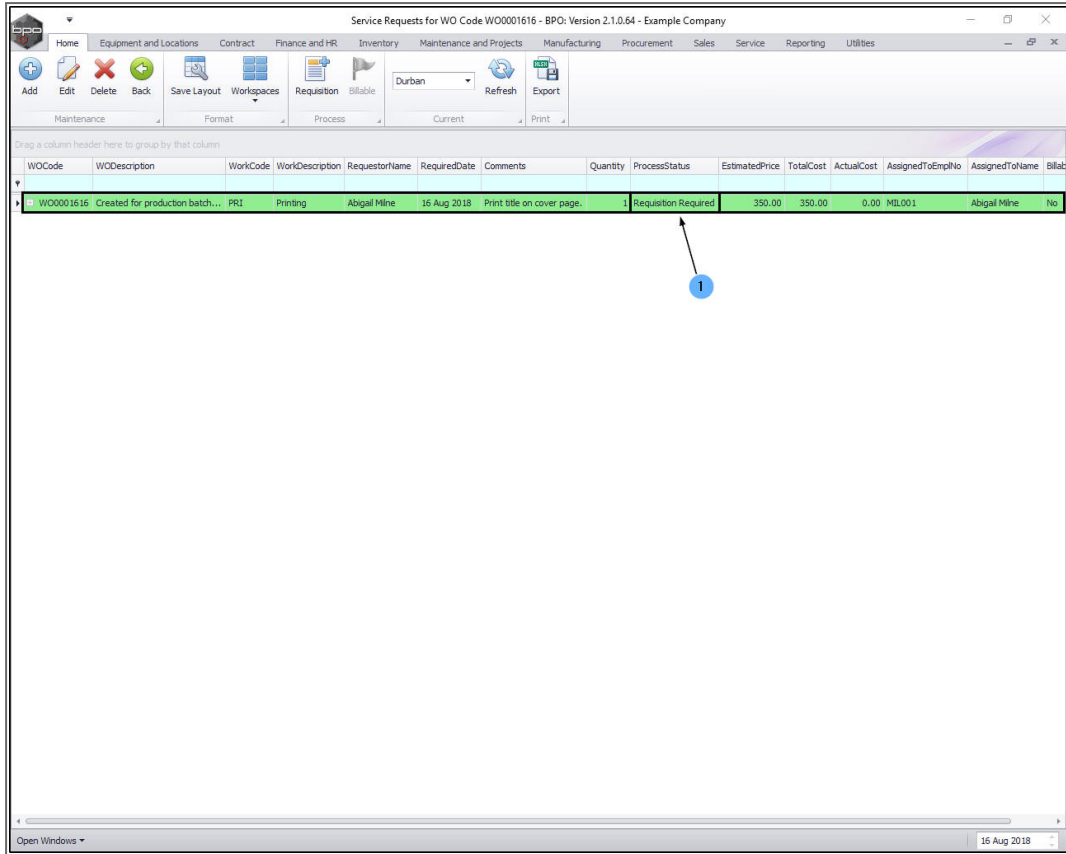 Service Requests for WO Code WO0001616 - BPO: Version 2.1.0.64 - Example Company
bpo
Home Equipment and Locations Contract Finance and HR Inventory Maintenance and Projects Manufacturing Procurement Sales Service Reporting Utilities
Add Edit Delete Back Save Layout Workspaces Requisition Billable Durban Refresh XLSX Export
Maintenance Format Process Current Print
Drag a column header here to group by that column
WOCode WODescription WorkCode WorkDescription RequestorName RequiredDate Comments Quantity ProcessStatus EstimatedPrice TotalCost ActualCost AssignedToEmplNo AssignedToName Billab
WO0001616 Created for production batch... PRI Printing Abigail Milne 16 Aug 2018 Print title on cover page. 1 Requisition Required 350.00 350.00 0.00 MIL001 Abigail Milne No
1
Open Windows 16 Aug 2018